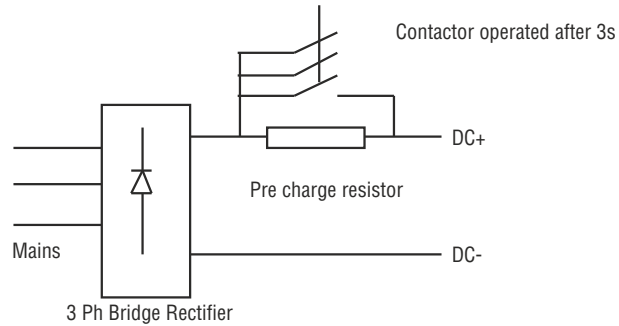 Contactor operated after 3s
DC+
Pre charge resistor
Mains
DC-
3 Ph Bridge Rectifier